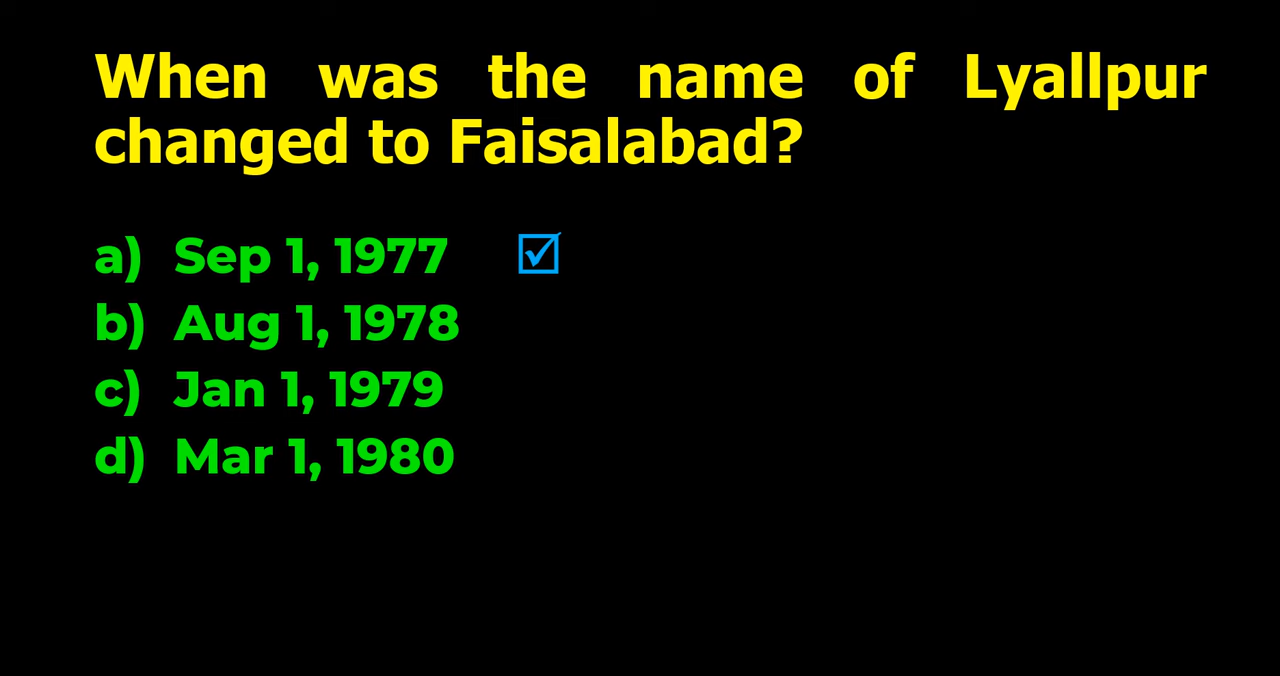 When was the name of Lyallpur
changed to Faisalabad?
a) Sep 1, 1977 ☑
b) Aug 1, 1978
c) Jan 1, 1979
d) Mar 1, 1980